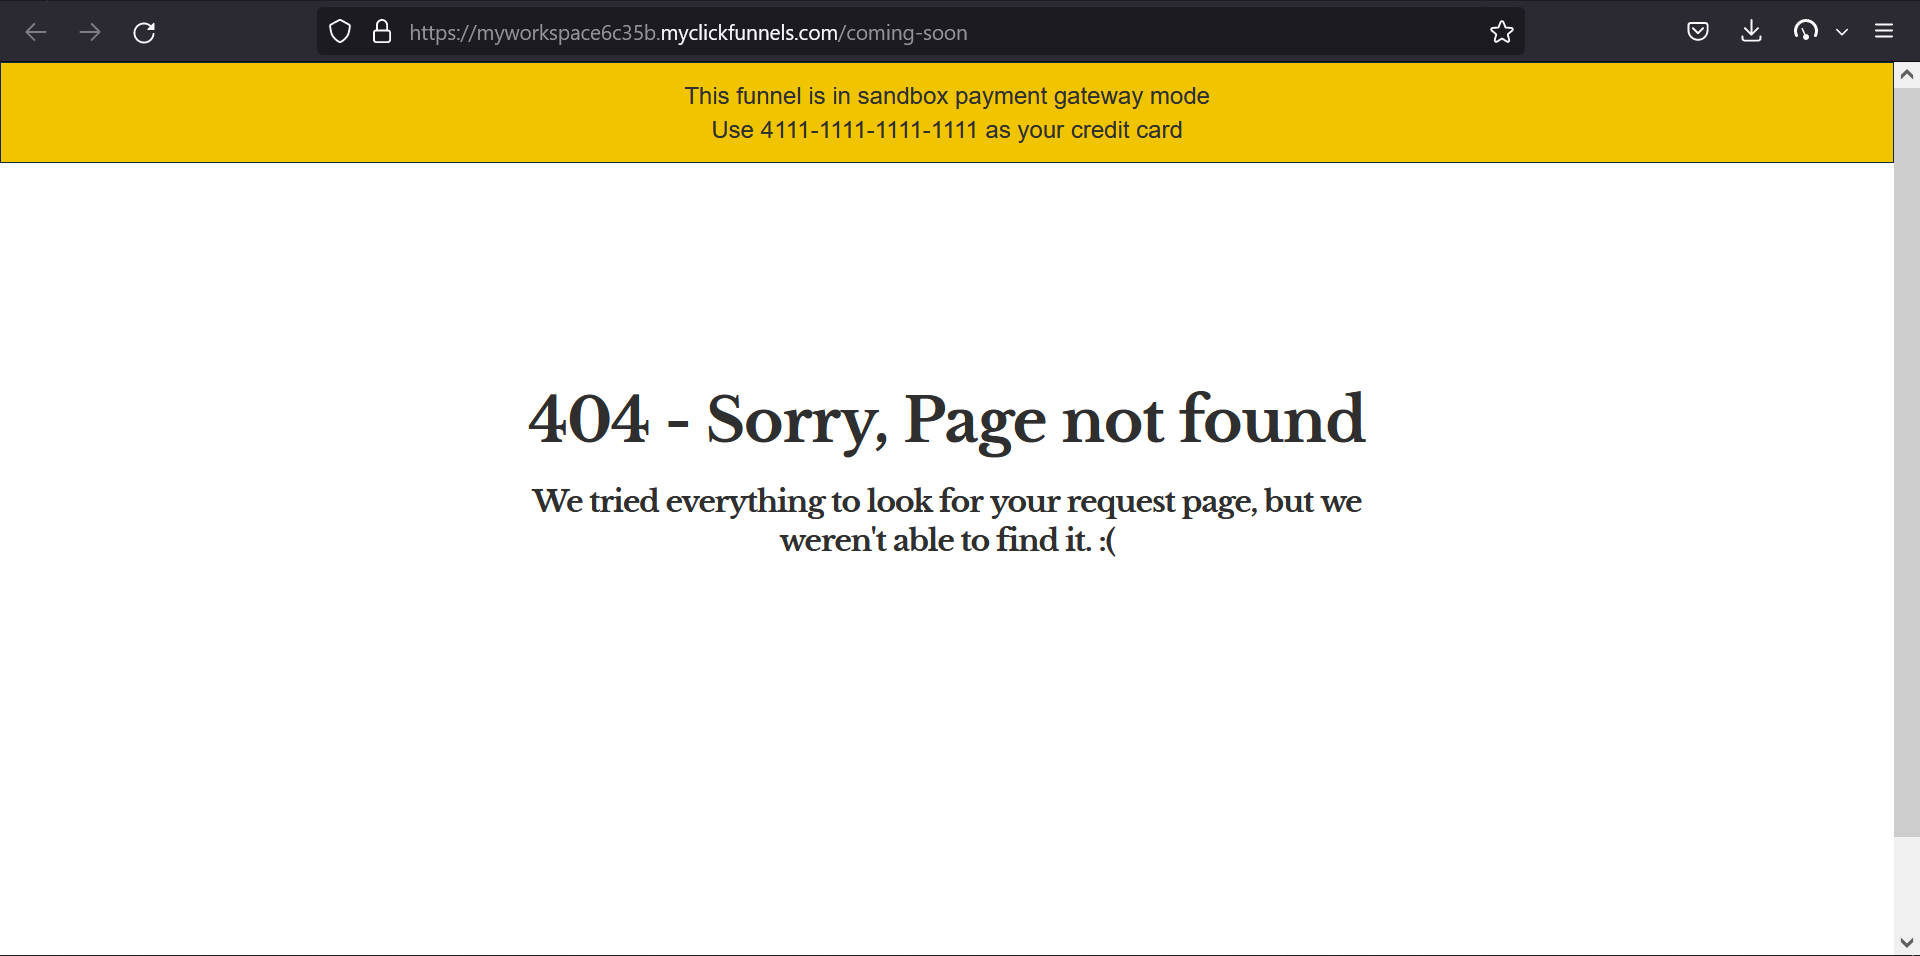 https://myworkspace6c35b.myclickfunnels.com/coming-soon
This funnel is in sandbox payment gateway mode
Use 4111-1111-1111-1111 as your credit card
404 - Sorry, Page not found
We tried everything to look for your request page, but we
weren't able to find it. :(